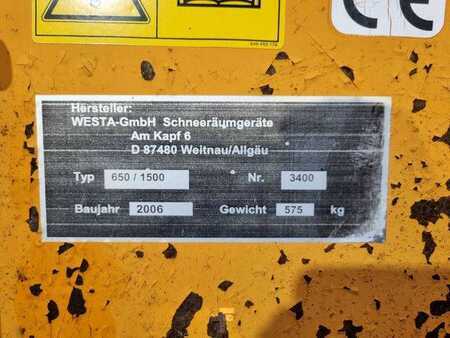 CE
Hersteller:
WESTA-GmbH Schneeräumgeräte
Am Kapf 6
D 87480 Weitnau/Allgäu
Typ 650 / 1500 Nr. 3400
Baujahr 2006 Gewicht 575 kg